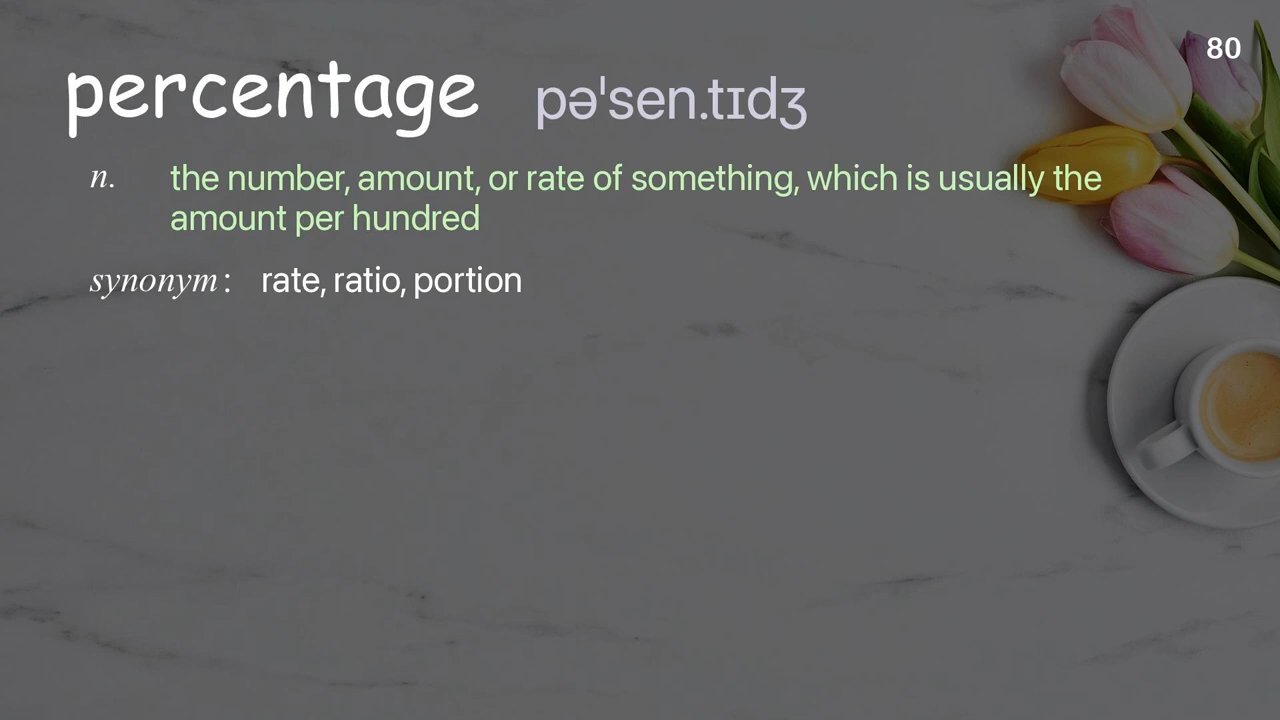 80
percentage pəˈsen.tɪdʒ
n. the number, amount, or rate of something, which is usually the
amount per hundred
synonym: rate, ratio, portion